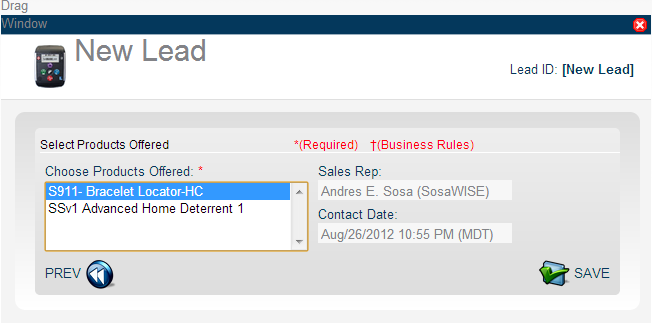 Drag
Window
New Lead
Lead ID: [New Lead]
Select Products Offered *(Required) †(Business Rules)
Choose Products Offered: *
S911- Bracelet Locator-HC
SSv1 Advanced Home Deterrent 1
Sales Rep:
Andres E. Sosa (SosaWISE)
Contact Date:
Aug/26/2012 10:55 PM (MDT)
PREV
SAVE